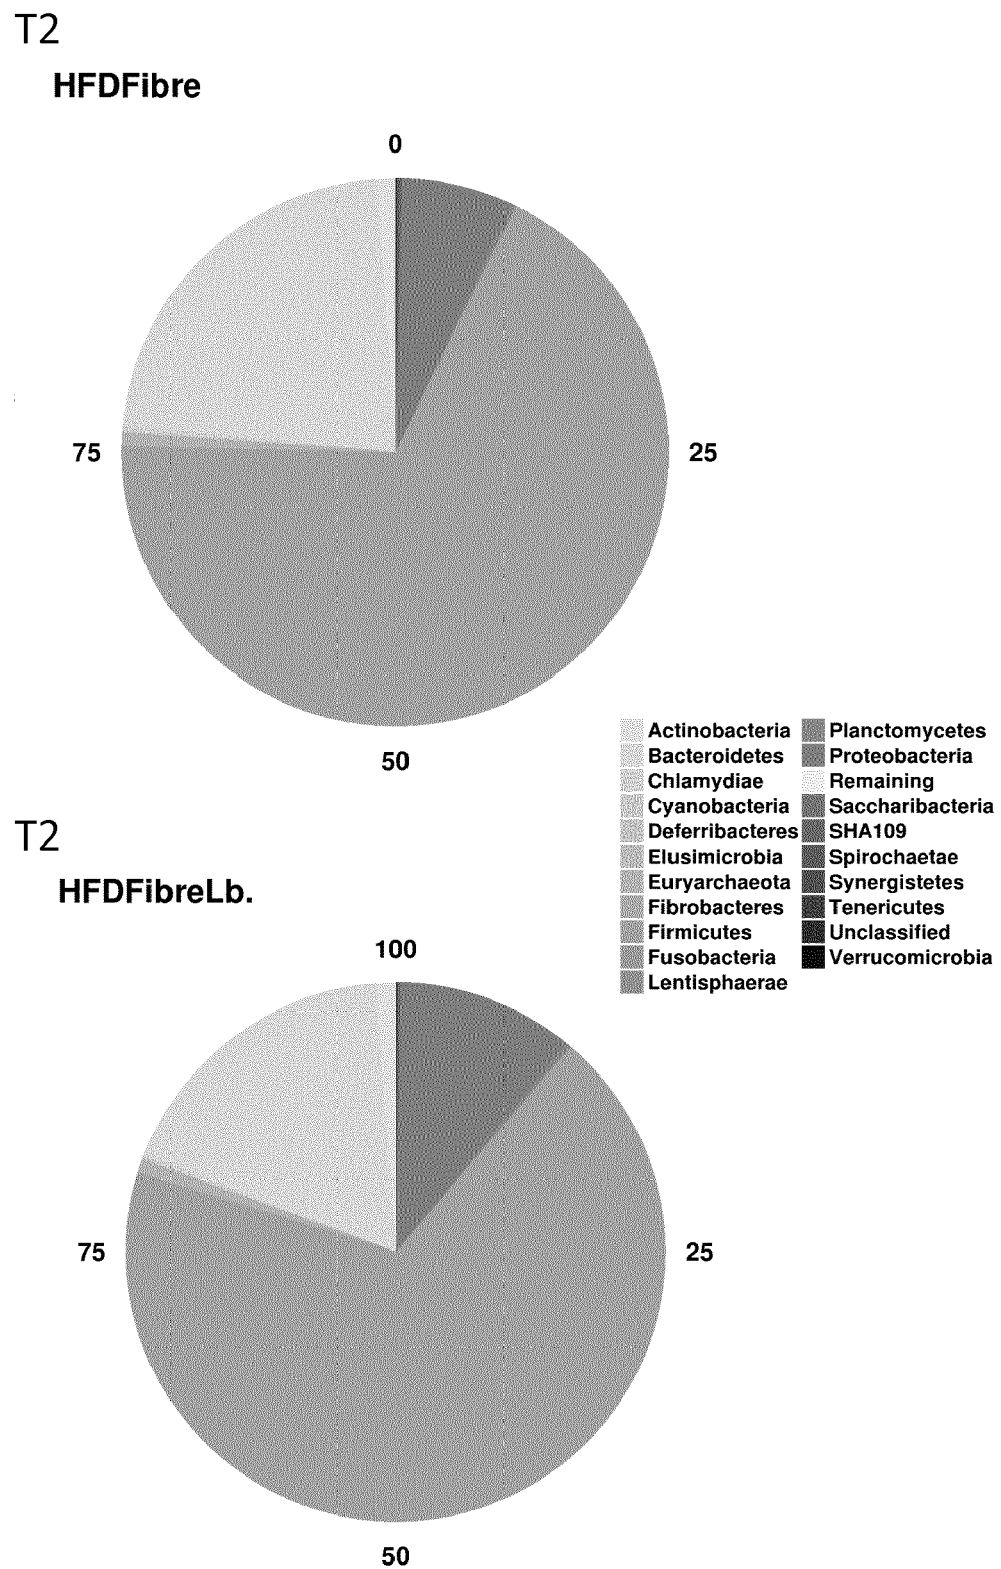 T2
HFDFibre
0
75
25
50
Actinobacteria
Bacteroidetes
Chlamydiae
Cyanobacteria
Deferribacteres
Elusimicrobia
Euryarchaeota
Fibrobacteres
Firmicutes
Fusobacteria
Lentisphaerae
Planctomycetes
Proteobacteria
Remaining
Saccharibacteria
SHA109
Spirochaetae
Synergistetes
Tenericutes
Unclassified
Verrucomicrobia
T2
HFDFibreLb.
100
75
25
50